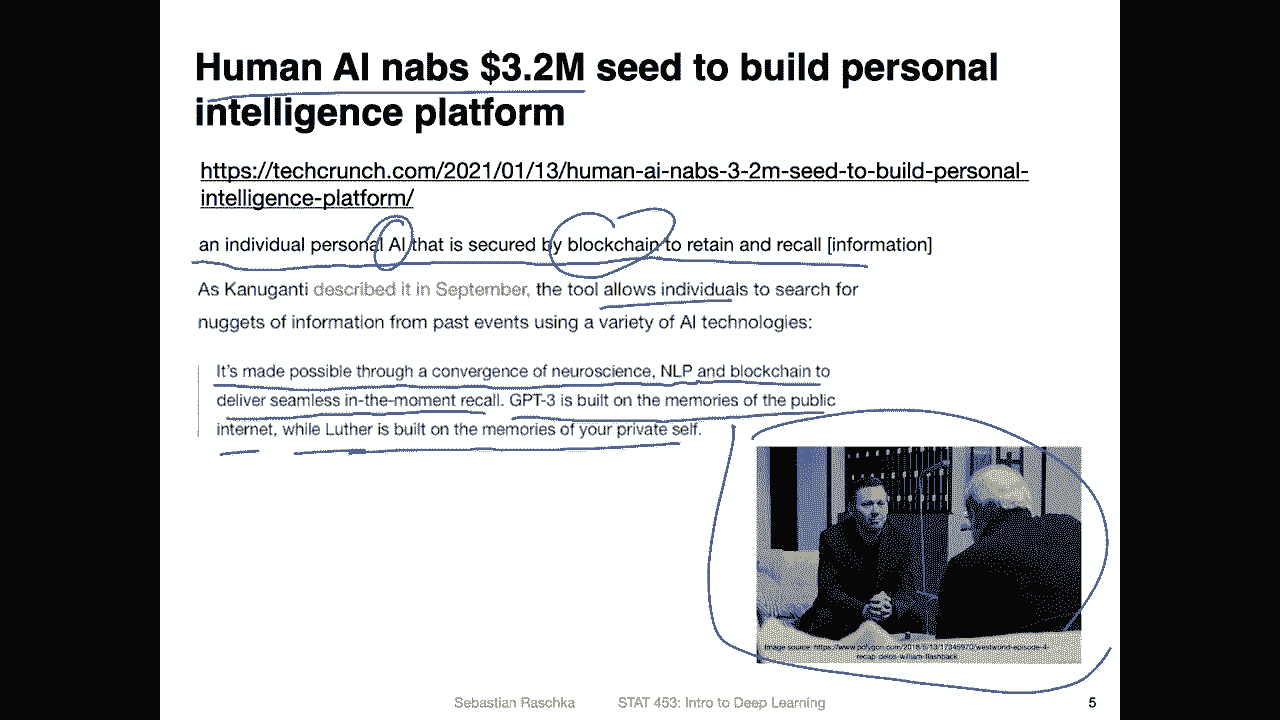 Human AI nabs $3.2M seed to build personal
intelligence platform
https://techcrunch.com/2021/01/13/human-ai-nabs-3-2m-seed-to-build-personal-
intelligence-platform/
an individual personal AI that is secured by blockchain to retain and recall [information]
As Kanuganti described it in September, the tool allows individuals to search for
nuggets of information from past events using a variety of AI technologies:
It's made possible through a convergence of neuroscience, NLP and blockchain to
deliver seamless in-the-moment recall. GPT-3 is built on the memories of the public
internet, while Luther is built on the memories of your private self.
Image source: https://www.polygon.com/2018/5/13/17345970/westworld-episode-4-
recap-delos-william-flashback
Sebastian Raschka STAT 453: Intro to Deep Learning 5